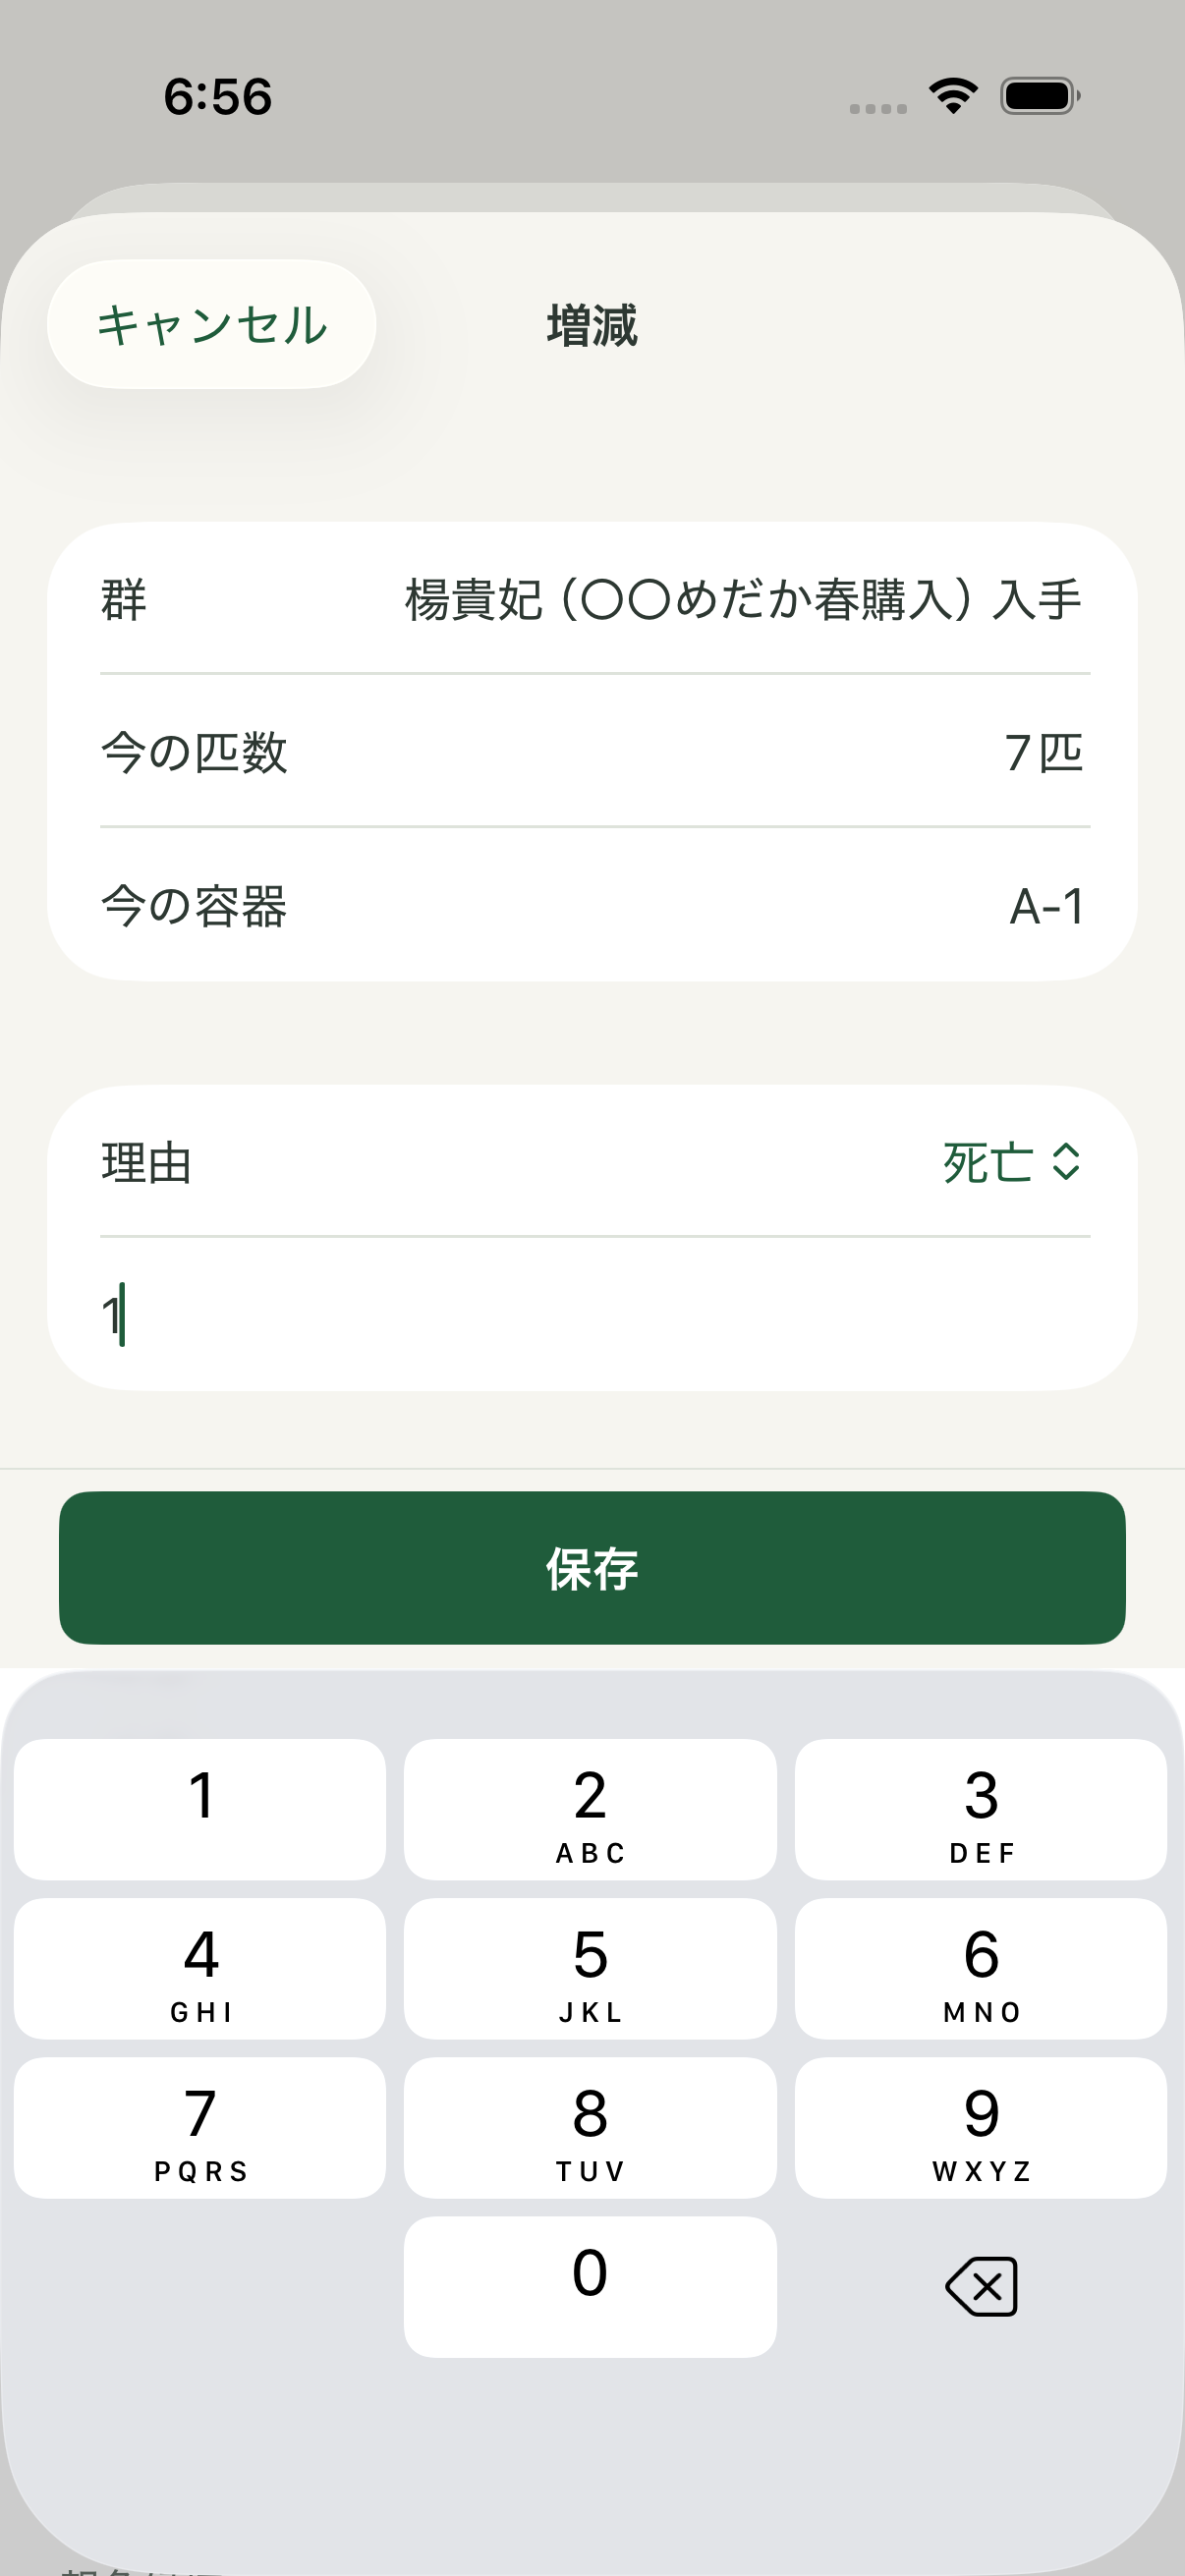 6:56
キャンセル
増減
群 楊貴妃（〇〇めだか春購入）入手
今の匹数 7匹
今の容器 A-1
理由 死亡
1
保存
1 2 3
ABC DEF
4 5 6
GHI JKL MNO
7 8 9
PQRS TUV WXYZ
0